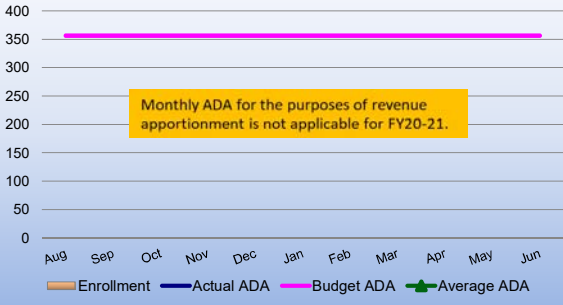 400
350
300
250
Monthly ADA for the purposes of revenue
200
apportionment is not applicable for FY20-21.
150
100
50
0
Aug Sep Oct Nov Dec Jan Feb Mar Apr May Jun
Enrollment Actual ADA Budget ADA Average ADA